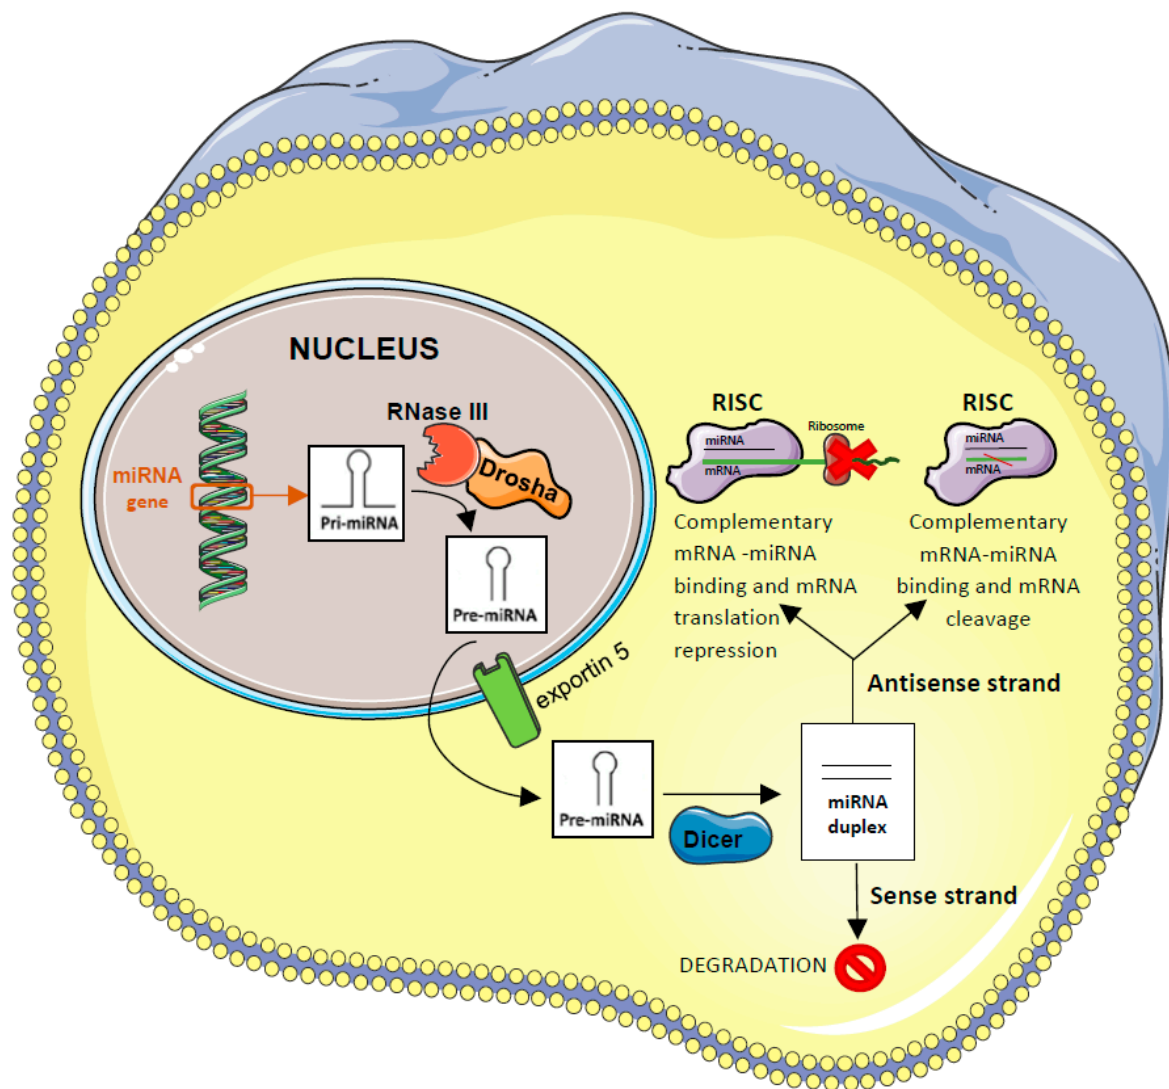 NUCLEUS
RNase III
Drosha
miRNA
gene
Pri-miRNA
Pre-miRNA
exportin 5
Pre-miRNA
Dicer
miRNA
duplex
Antisense strand
Sense strand
DEGRADATION
RISC
miRNA
mRNA
Ribosome
Complementary
mRNA -miRNA
binding and mRNA
translation
repression
RISC
miRNA
mRNA
Complementary
mRNA-miRNA
binding and mRNA
cleavage